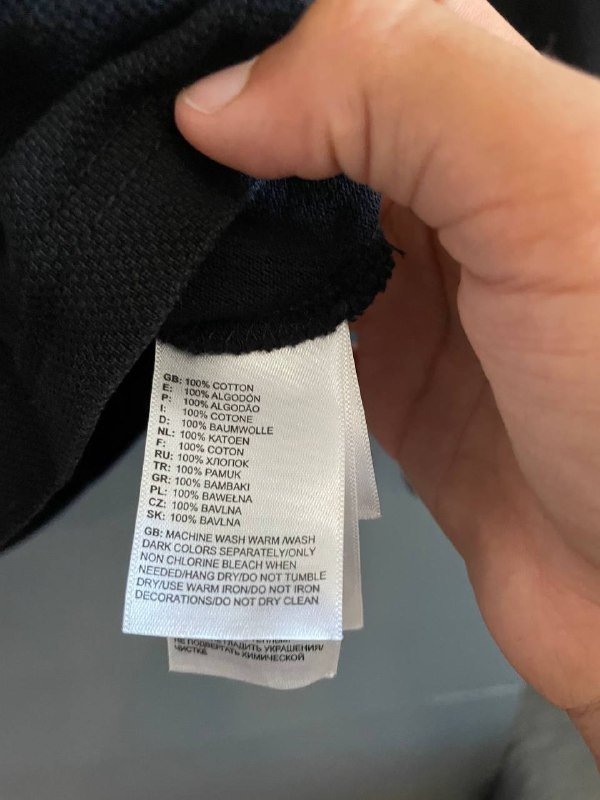 GB: 100% COTTON
E: 100% ALGODÓN
P: 100% ALGODÃO
I: 100% COTONE
D: 100% BAUMWOLLE
NL: 100% KATOEN
F: 100% COTON
RU: 100% ХЛОПОК
TR: 100% PAMUK
GR: 100% BAMBAKI
PL: 100% BAWEŁNA
CZ: 100% BAVLNA
SK: 100% BAVLNA
GB: MACHINE WASH WARM /WASH
DARK COLORS SEPARATELY/ONLY
NON CHLORINE BLEACH WHEN
NEEDED/HANG DRY/DO NOT TUMBLE
DRY/USE WARM IRON/DO NOT IRON
DECORATIONS/DO NOT DRY CLEAN
ГЛАДИТЬ УКРАШЕНИЯ/
НЕ ПОДВЕРГАТЬ ХИМИЧЕСКОЙ
ЧИСТКЕ